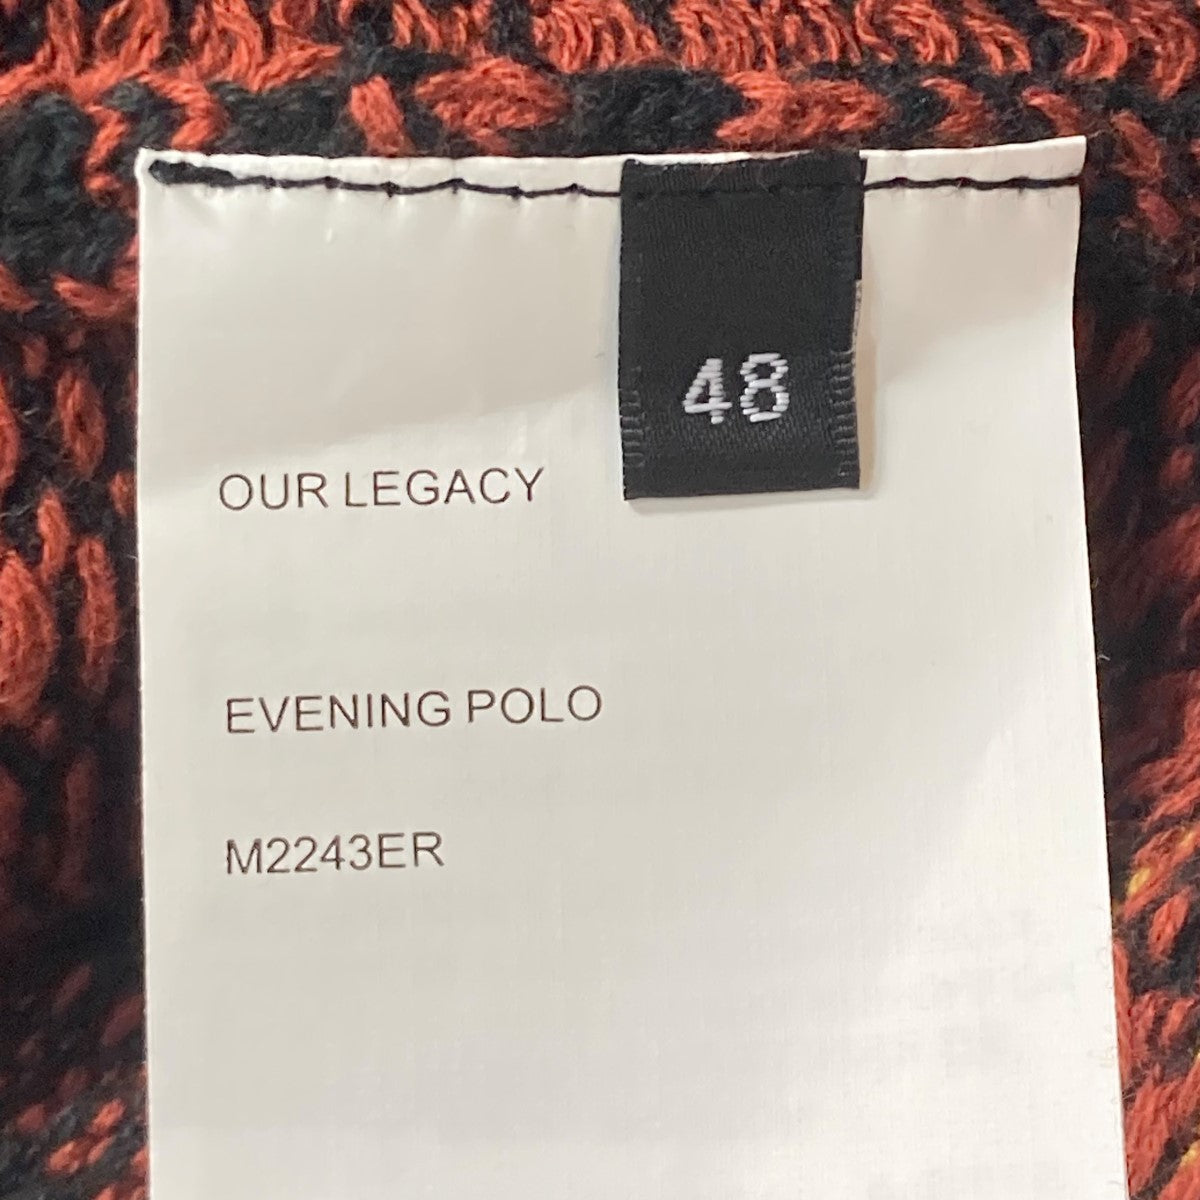 48
OUR LEGACY
EVENING POLO
M2243ER